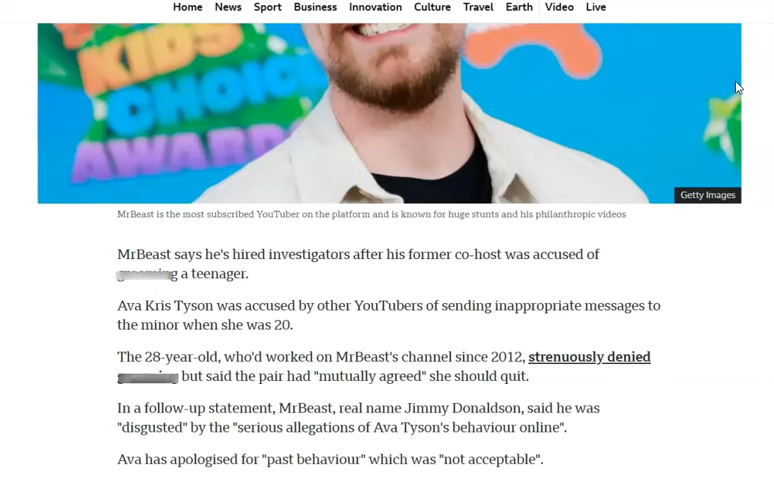 Home News Sport Business Innovation Culture Travel Earth Video Live
KIDS
CHOICE
AWARD
Getty Images
MrBeast is the most subscribed YouTuber on the platform and is known for huge stunts and his philanthropic videos
MrBeast says he's hired investigators after his former co-host was accused of
a teenager.
Ava Kris Tyson was accused by other YouTubers of sending inappropriate messages to
the minor when she was 20.
The 28-year-old, who'd worked on MrBeast's channel since 2012, strenuously denied
but said the pair had "mutually agreed" she should quit.
In a follow-up statement, MrBeast, real name Jimmy Donaldson, said he was
"disgusted" by the "serious allegations of Ava Tyson's behaviour online".
Ava has apologised for "past behaviour" which was "not acceptable".